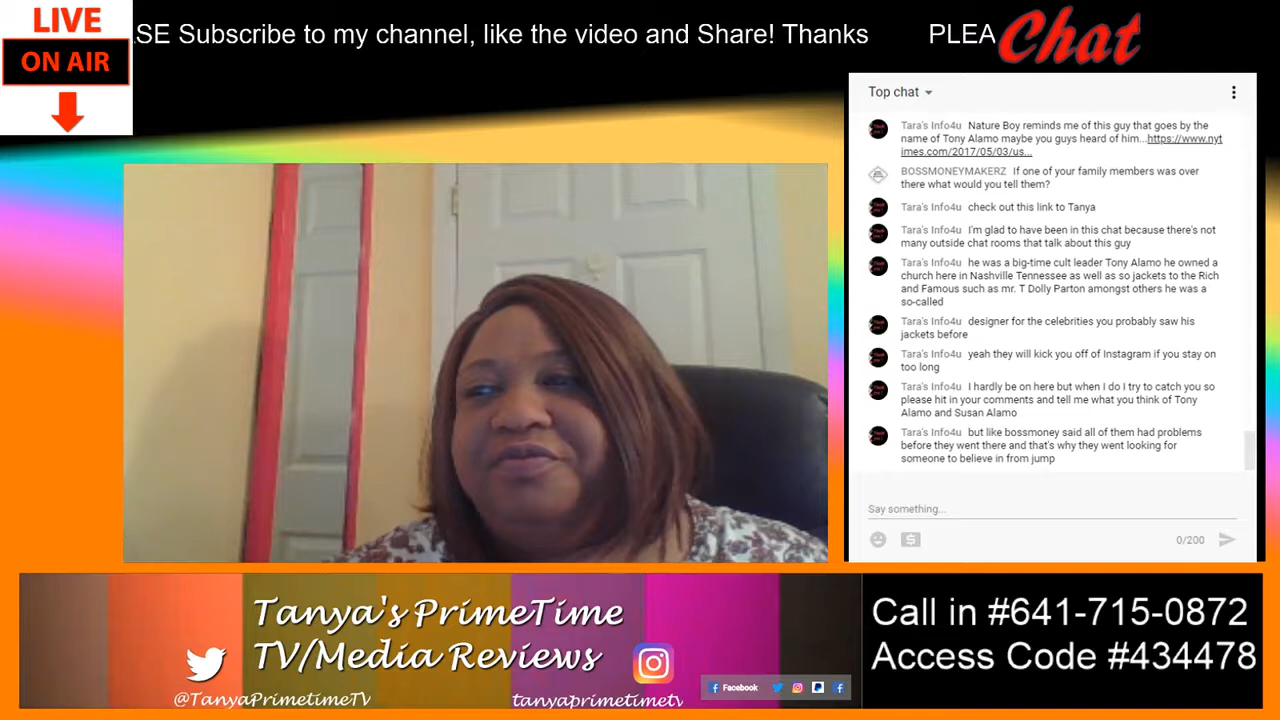 LIVE
ON AIR
SE Subscribe to my channel, like the video and Share! Thanks PLEA
Chat
Top chat
Tara's Info4u Nature Boy reminds me of this guy that goes by the
name of Tony Alamo maybe you guys heard of him...https://www.nyt
imes.com/2017/05/03/us...
BOSSMONEYMAKERZ If one of your family members was over
there what would you tell them?
Tara's Info4u check out this link to Tanya
Tara's Info4u I'm glad to have been in this chat because there's not
many outside chat rooms that talk about this guy
Tara's Info4u he was a big-time cult leader Tony Alamo he owned a
church here in Nashville Tennessee as well as so jackets to the Rich
and Famous such as mr. T Dolly Parton amongst others he was a
so-called
Tara's Info4u designer for the celebrities you probably saw his
jackets before
Tara's Info4u yeah they will kick you off of Instagram if you stay on
too long
Tara's Info4u I hardly be on here but when I do I try to catch you so
please hit in your comments and tell me what you think of Tony
Alamo and Susan Alamo
Tara's Info4u but like bossmoney said all of them had problems
before they went there and that's why they went looking for
someone to believe in from jump
Say something...
0/200
Tanya's PrimeTime
TV/Media Reviews
@TanyaPrimetimeTV
tanyaprimetimetv
Facebook
Call in #641-715-0872
Access Code #434478